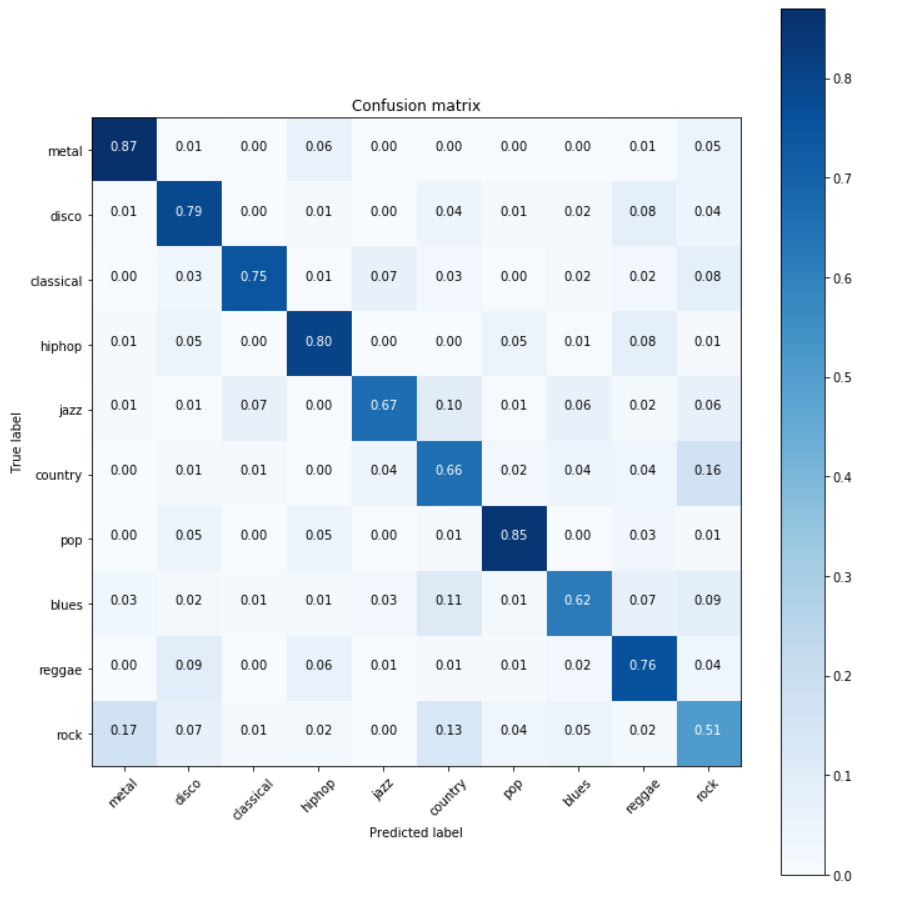 Confusion matrix
True label
metal 0.87 0.01 0.00 0.06 0.00 0.00 0.00 0.00 0.01 0.05
disco 0.01 0.79 0.00 0.01 0.00 0.04 0.01 0.02 0.08 0.04
classical 0.00 0.03 0.75 0.01 0.07 0.03 0.00 0.02 0.02 0.08
hiphop 0.01 0.05 0.00 0.80 0.00 0.00 0.05 0.01 0.08 0.01
jazz 0.01 0.01 0.07 0.00 0.67 0.10 0.01 0.06 0.02 0.06
country 0.00 0.01 0.01 0.00 0.04 0.66 0.02 0.04 0.04 0.16
pop 0.00 0.05 0.00 0.05 0.00 0.01 0.85 0.00 0.03 0.01
blues 0.03 0.02 0.01 0.01 0.03 0.11 0.01 0.62 0.07 0.09
reggae 0.00 0.09 0.00 0.06 0.01 0.01 0.01 0.02 0.76 0.04
rock 0.17 0.07 0.01 0.02 0.00 0.13 0.04 0.05 0.02 0.51
metal disco classical hiphop jazz country pop blues reggae rock
Predicted label
0.8
0.7
0.6
0.5
0.4
0.3
0.2
0.1
0.0